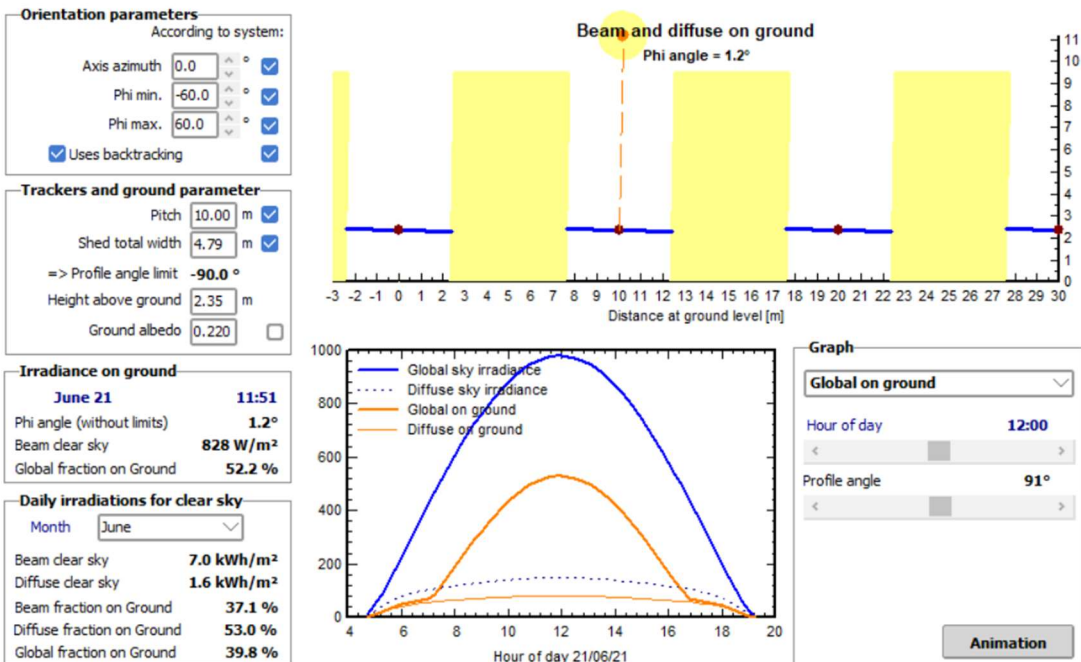 Orientation parameters
According to system:
Axis azimuth 0.0 °
Phi min. -60.0 °
Phi max. 60.0 °
Uses backtracking
Trackers and ground parameter
Pitch 10.00 m
Shed total width 4.79 m
=> Profile angle limit -90.0 °
Height above ground 2.35 m
Ground albedo 0.220
Irradiance on ground
June 21 11:51
Phi angle (without limits) 1.2°
Beam clear sky 828 W/m²
Global fraction on Ground 52.2 %
Daily irradiations for clear sky
Month June
Beam clear sky 7.0 kWh/m²
Diffuse clear sky 1.6 kWh/m²
Beam fraction on Ground 37.1 %
Diffuse fraction on Ground 53.0 %
Global fraction on Ground 39.8 %
Beam and diffuse on ground
Phi angle = 1.2°
11
10
9
8
7
6
5
4
3
2
1
0
-3 -2 -1 0 1 2 3 4 5 6 7 8 9 10 11 12 13 14 15 16 17 18 19 20 21 22 23 24 25 26 27 28 29 30
Distance at ground level [m]
1000
800
600
400
200
0
Global sky irradiance
Diffuse sky irradiance
Global on ground
Diffuse on ground
4 6 8 10 12 14 16 18 20
Hour of day 21/06/21
Graph
Global on ground
Hour of day 12:00
Profile angle 91°
Animation